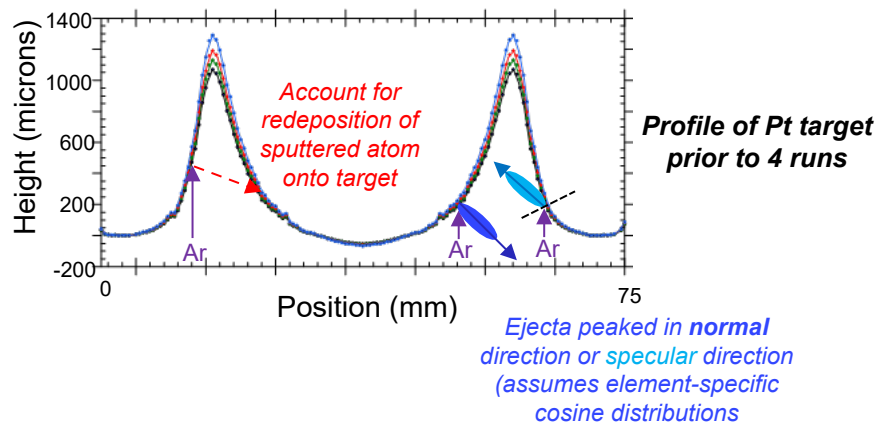 1400
1000
600
200
-200
Height (microns)
Account for
redeposition of
sputtered atom
onto target
Profile of Pt target
prior to 4 runs
Ar
Ar
Ar
0
Position (mm)
75
Ejecta peaked in normal
direction or specular direction
(assumes element-specific
cosine distributions